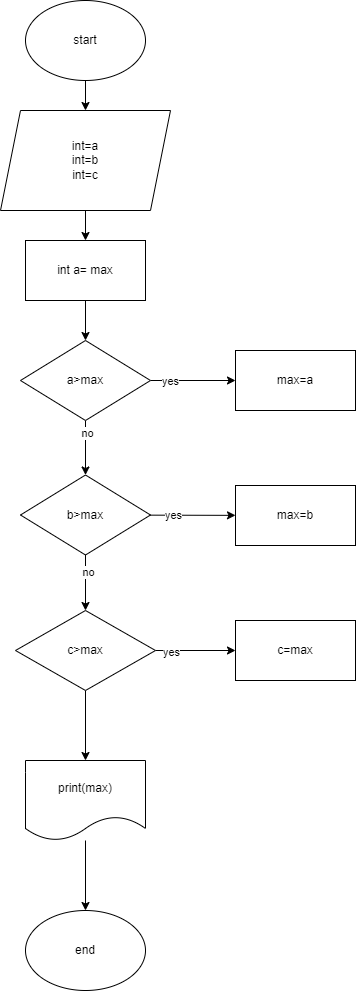 start
int=a
int=b
int=c
int a= max
a>max
yes
max=a
no
b>max
yes
max=b
no
c>max
yes
c=max
print(max)
end